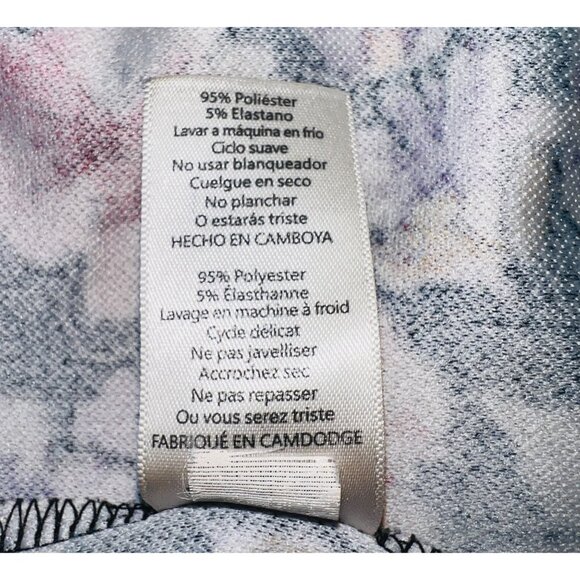 95% Poliéster
5% Elastano
Lavar a máquina en frío
Ciclo suave
No usar blanqueador
Cuelgue en seco
No planchar
O estarás triste
HECHO EN CAMBOYA
95% Polyester
5% Élasthanne
Lavage en machine à froid
Cycle délicat
Ne pas javelliser
Accrochez sec
Ne pas repasser
Ou vous serez triste
FABRIQUÉ EN CAMDODGE